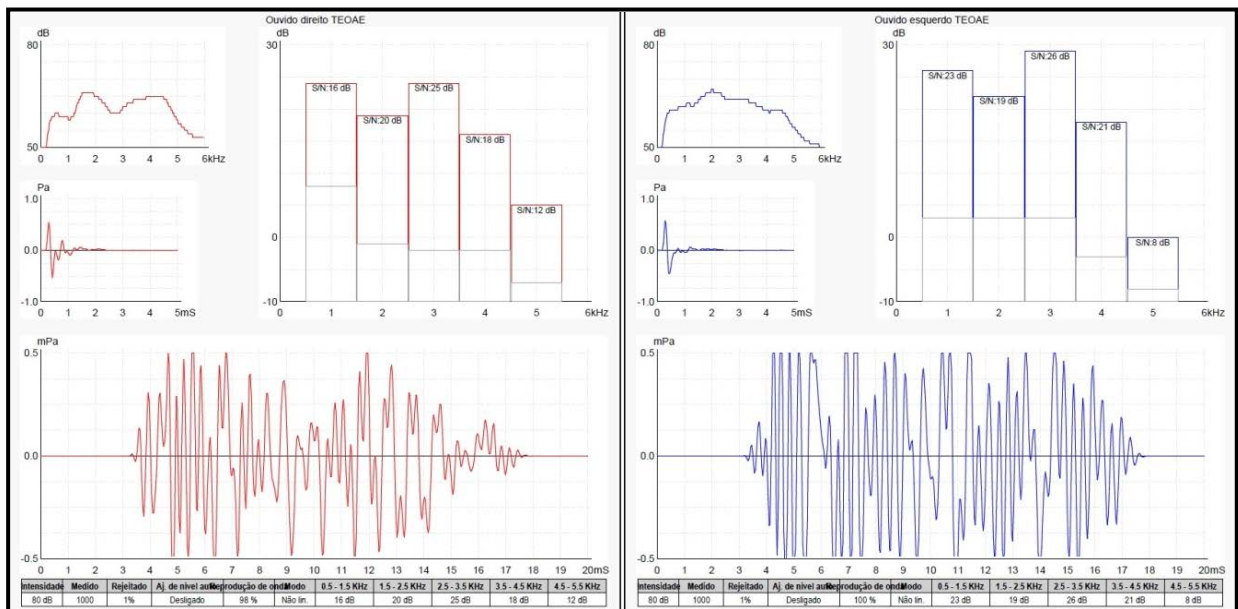 Ouvido direito TEOAE
dB
80
50
0 1 2 3 4 5 6kHz
Pa
1.0
0.0
-1.0
0 1 2 3 4 5mS
dB
30
0
-10
S/N:16 dB
S/N:20 dB
S/N:25 dB
S/N:18 dB
S/N:12 dB
1 2 3 4 5 6kHz
mPa
0.5
0.0
-0.5
0 1 2 3 4 5 6 7 8 9 10 11 12 13 14 15 16 17 18 19 20mS
Intensidade Medido Rejeitado Aj. de nível auto Reprodução de onda Modo 0.5 - 1.5 KHz 1.5 - 2.5 KHz 2.5 - 3.5 KHz 3.5 - 4.5 KHz 4.5 - 5.5 KHz
80 dB 1000 1% Desligado 98 % Não lin. 16 dB 20 dB 25 dB 18 dB 12 dB
Ouvido esquerdo TEOAE
dB
80
50
0 1 2 3 4 5 6kHz
Pa
1.0
0.0
-1.0
0 1 2 3 4 5mS
dB
30
0
-10
S/N:23 dB
S/N:19 dB
S/N:26 dB
S/N:21 dB
S/N:8 dB
1 2 3 4 5 6kHz
mPa
0.5
0.0
-0.5
0 1 2 3 4 5 6 7 8 9 10 11 12 13 14 15 16 17 18 19 20mS
Intensidade Medido Rejeitado Aj. de nível auto Reprodução de onda Modo 0.5 - 1.5 KHz 1.5 - 2.5 KHz 2.5 - 3.5 KHz 3.5 - 4.5 KHz 4.5 - 5.5 KHz
80 dB 1000 1% Desligado 100 % Não lin. 23 dB 19 dB 26 dB 21 dB 8 dB